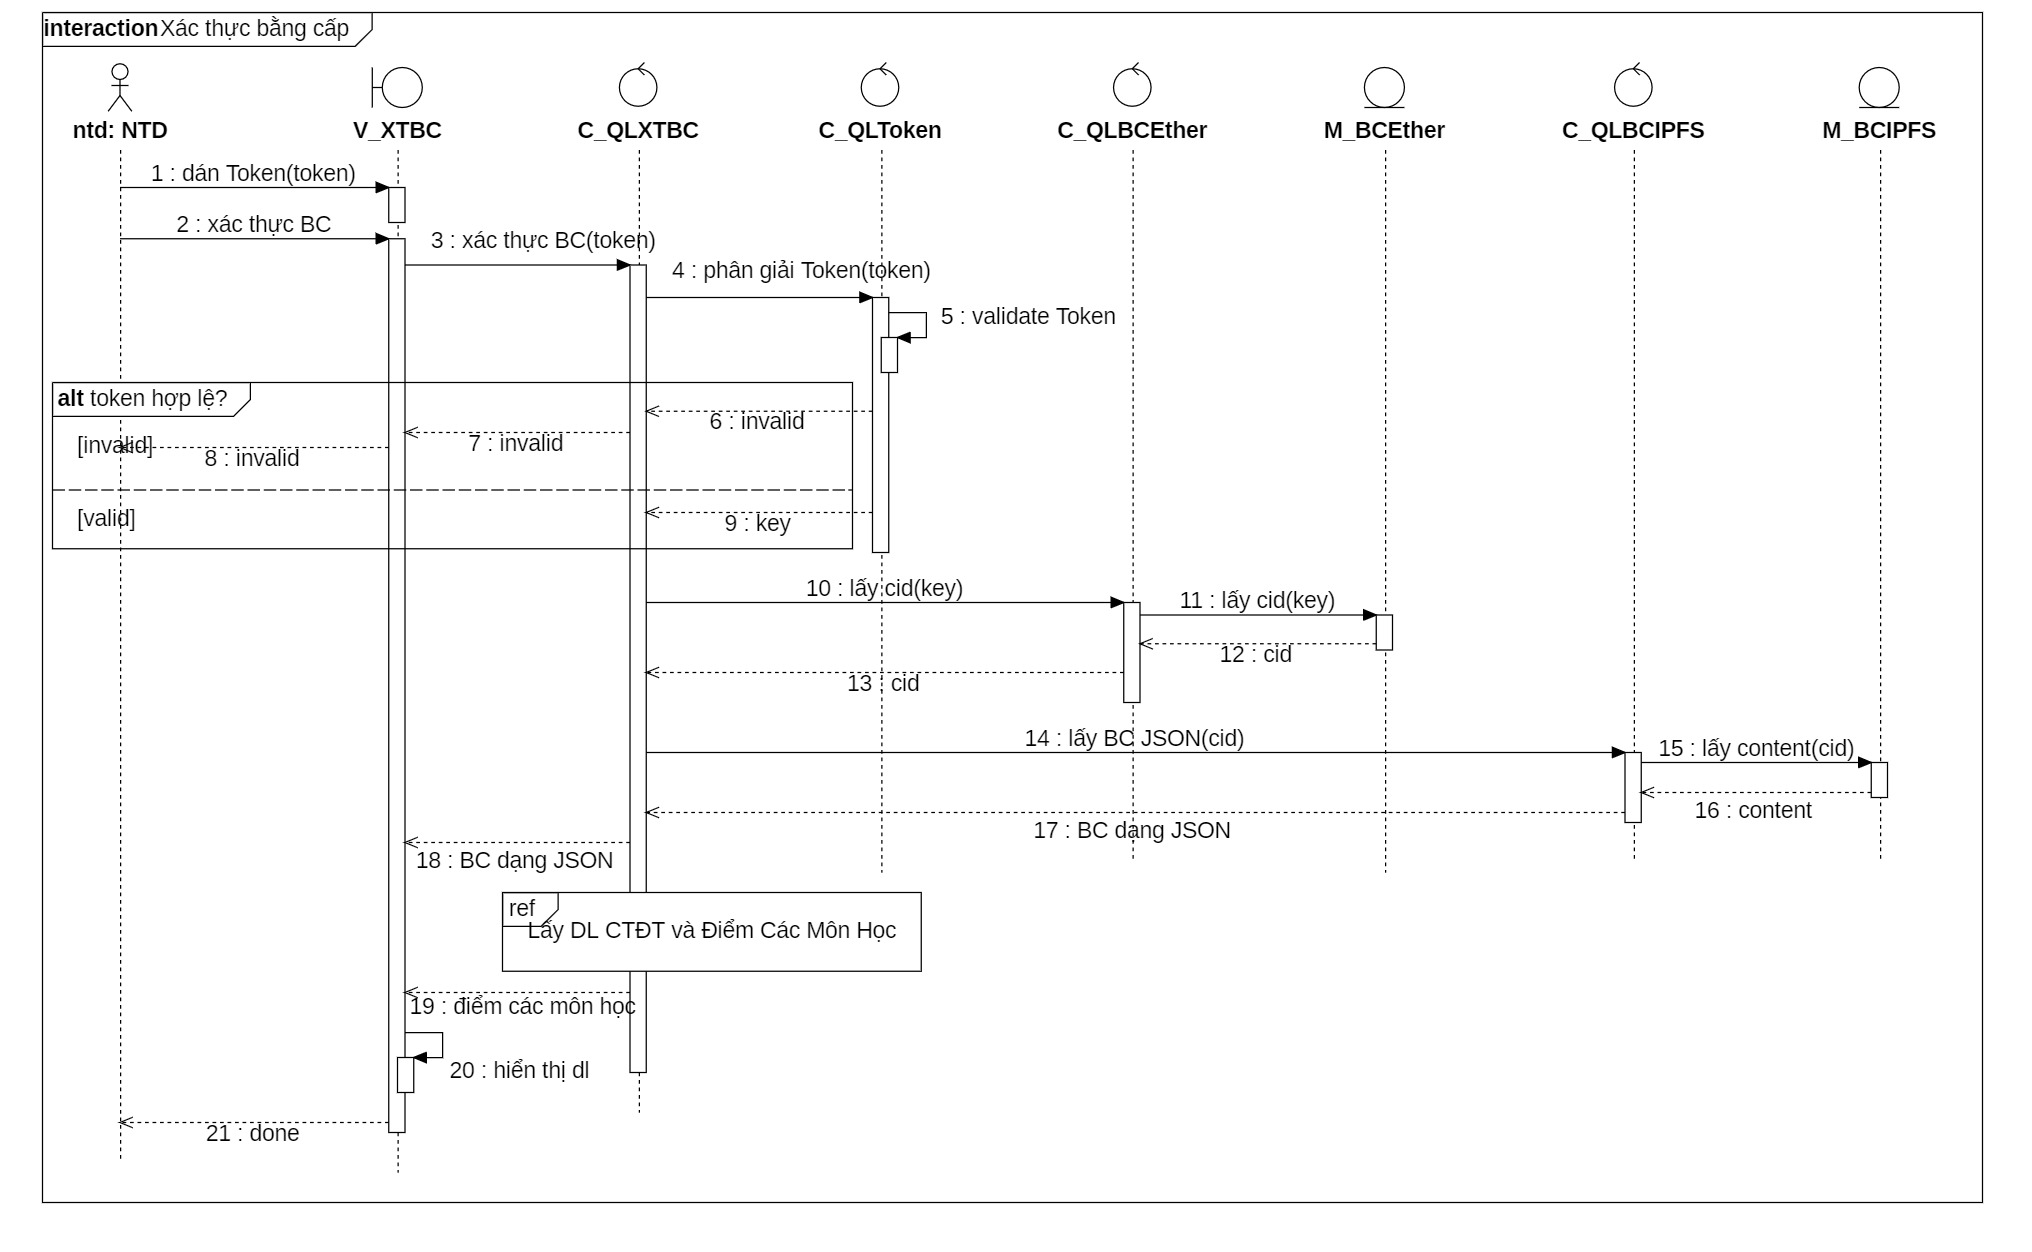 interaction Xác thực bằng cấp
ntd: NTD
V_XTBC
C_QLXTBC
C_QLToken
C_QLBCEther
M_BCEther
C_QLBCIPFS
M_BCIPFS
1 : dán Token(token)
2 : xác thực BC
3 : xác thực BC(token)
4 : phân giải Token(token)
5 : validate Token
alt token hợp lệ?
6 : invalid
[invalid]
7 : invalid
8 : invalid
[valid]
9 : key
10 : lấy cid(key)
11 : lấy cid(key)
12 : cid
13 : cid
14 : lấy BC JSON(cid)
15 : lấy content(cid)
16 : content
17 : BC dạng JSON
18 : BC dạng JSON
ref
Lấy DL CTĐT và Điểm Các Môn Học
19 : điểm các môn học
20 : hiển thị dl
21 : done